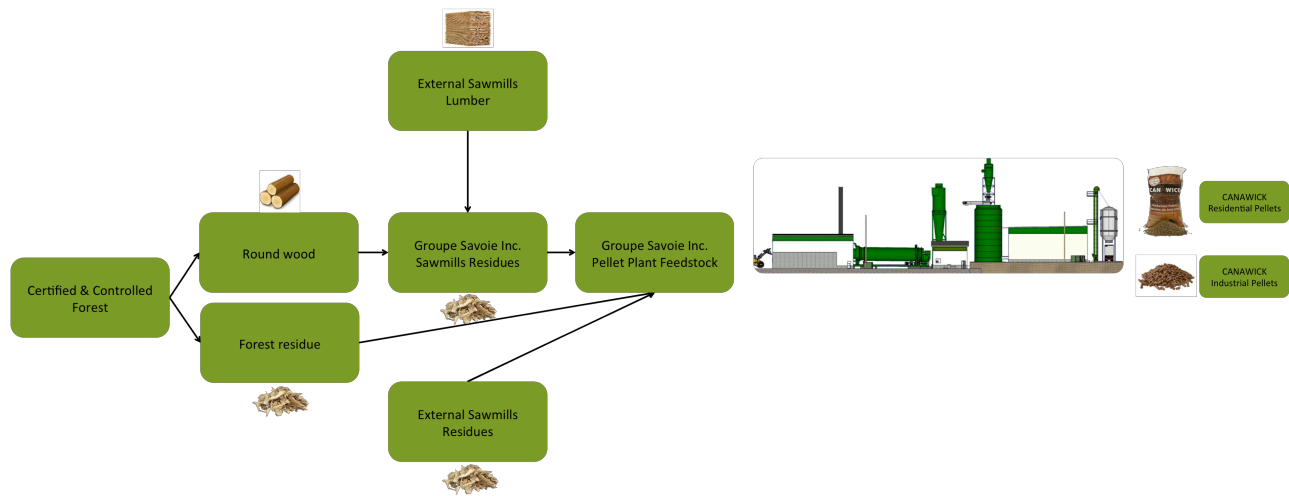 External Sawmills
Lumber
Round wood
Groupe Savoie Inc.
Sawmills Residues
Groupe Savoie Inc.
Pellet Plant Feedstock
Certified & Controlled
Forest
Forest residue
External Sawmills
Residues
CANAWICK
Residential Pellets
CANAWICK
Industrial Pellets